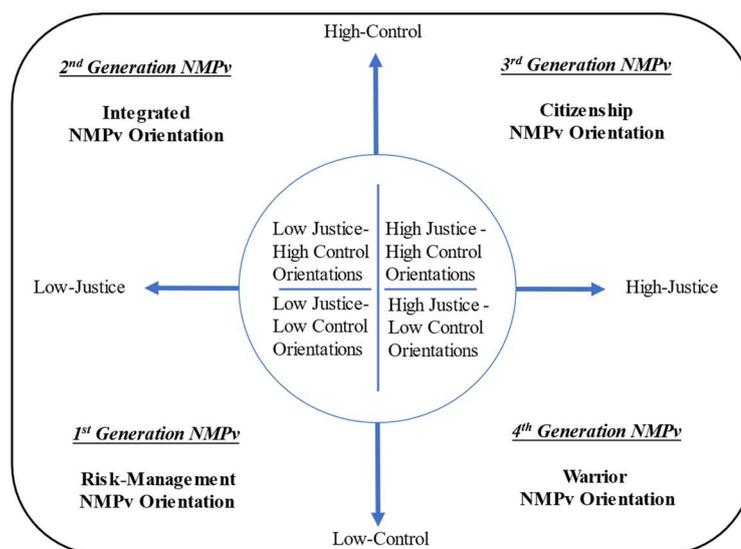 High-Control
2nd Generation NMPv
Integrated
NMPv Orientation
3rd Generation NMPv
Citizenship
NMPv Orientation
Low Justice-
High Control
Orientations
High Justice -
High Control
Orientations
Low-Justice
High-Justice
Low Justice-
Low Control
Orientations
High Justice -
Low Control
Orientations
1st Generation NMPv
Risk-Management
NMPv Orientation
4th Generation NMPv
Warrior
NMPv Orientation
Low-Control